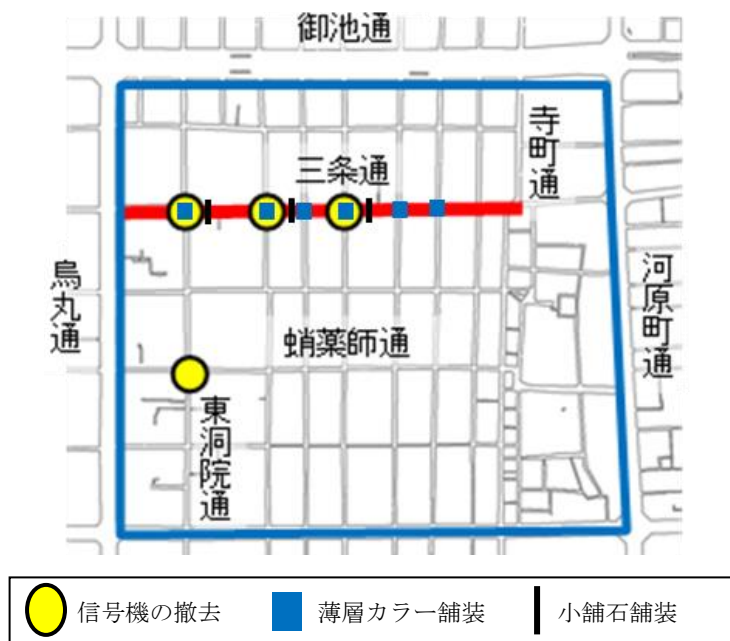 御池通
寺町通
三条通
烏丸通
河原町通
蛸薬師通
東洞院通
信号機の撤去
薄層カラー舗装
小舗石舗装